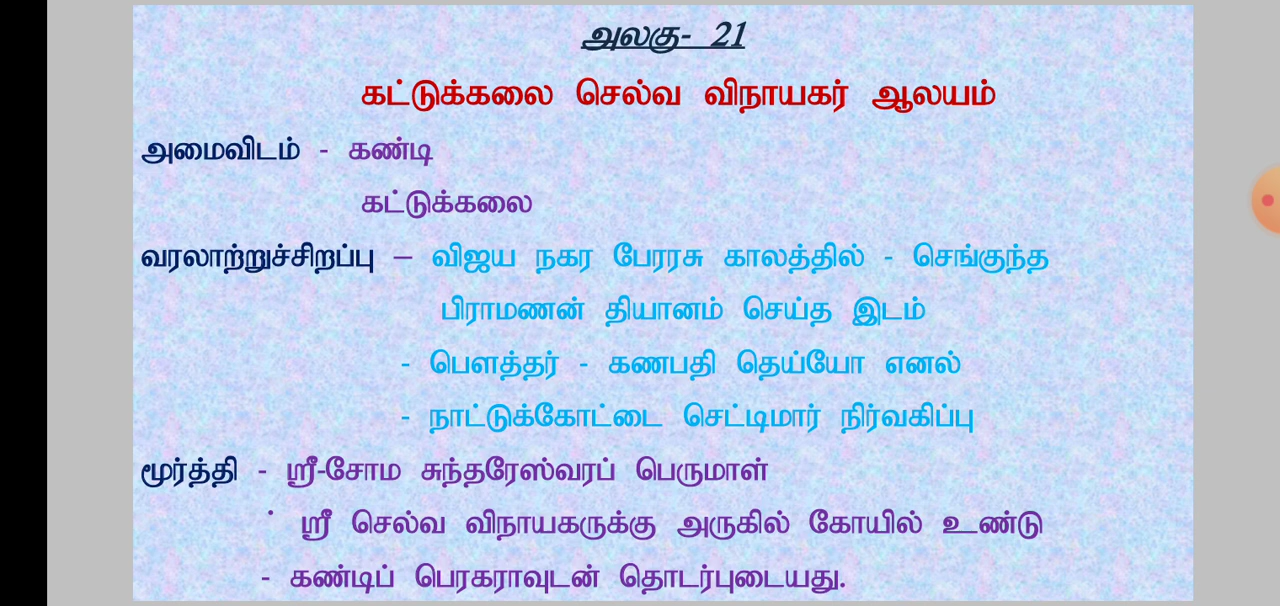 அலகு- 21
கட்டுக்கலை செல்வ விநாயகர் ஆலயம்
அமைவிடம் - கண்டி
கட்டுக்கலை
வரலாற்றுச்சிறப்பு – விஜய நகர பேரரசு காலத்தில் - செங்குந்த
பிராமணன் தியானம் செய்த இடம்
- பௌத்தர் - கணபதி தெய்யோ எனல்
- நாட்டுக்கோட்டை செட்டிமார் நிர்வகிப்பு
மூர்த்தி - ஸ்ரீ-சோம சுந்தரேஸ்வரப் பெருமாள்
ஸ்ரீ செல்வ விநாயகருக்கு அருகில் கோயில் உண்டு
- கண்டிப் பெரகராவுடன் தொடர்புடையது.